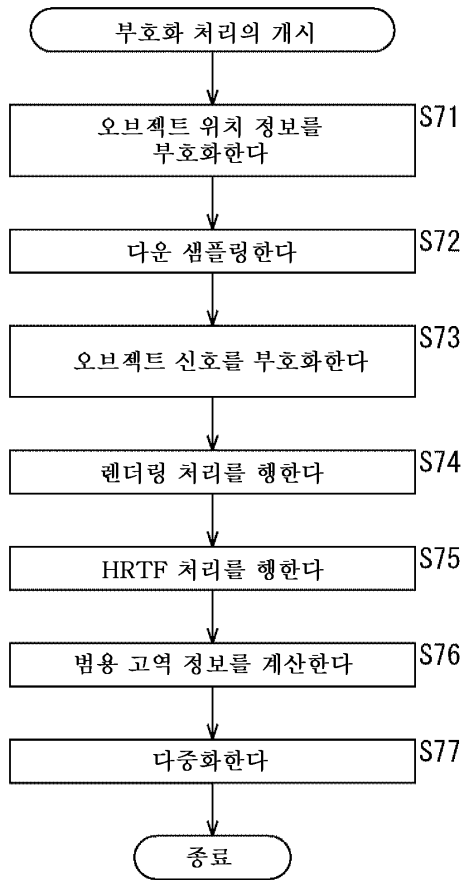 부호화 처리의 개시
S71
오브젝트 위치 정보를
부호화한다
S72
다운 샘플링한다
S73
오브젝트 신호를 부호화한다
S74
렌더링 처리를 행한다
S75
HRTF 처리를 행한다
S76
범용 고역 정보를 계산한다
S77
다중화한다
종료